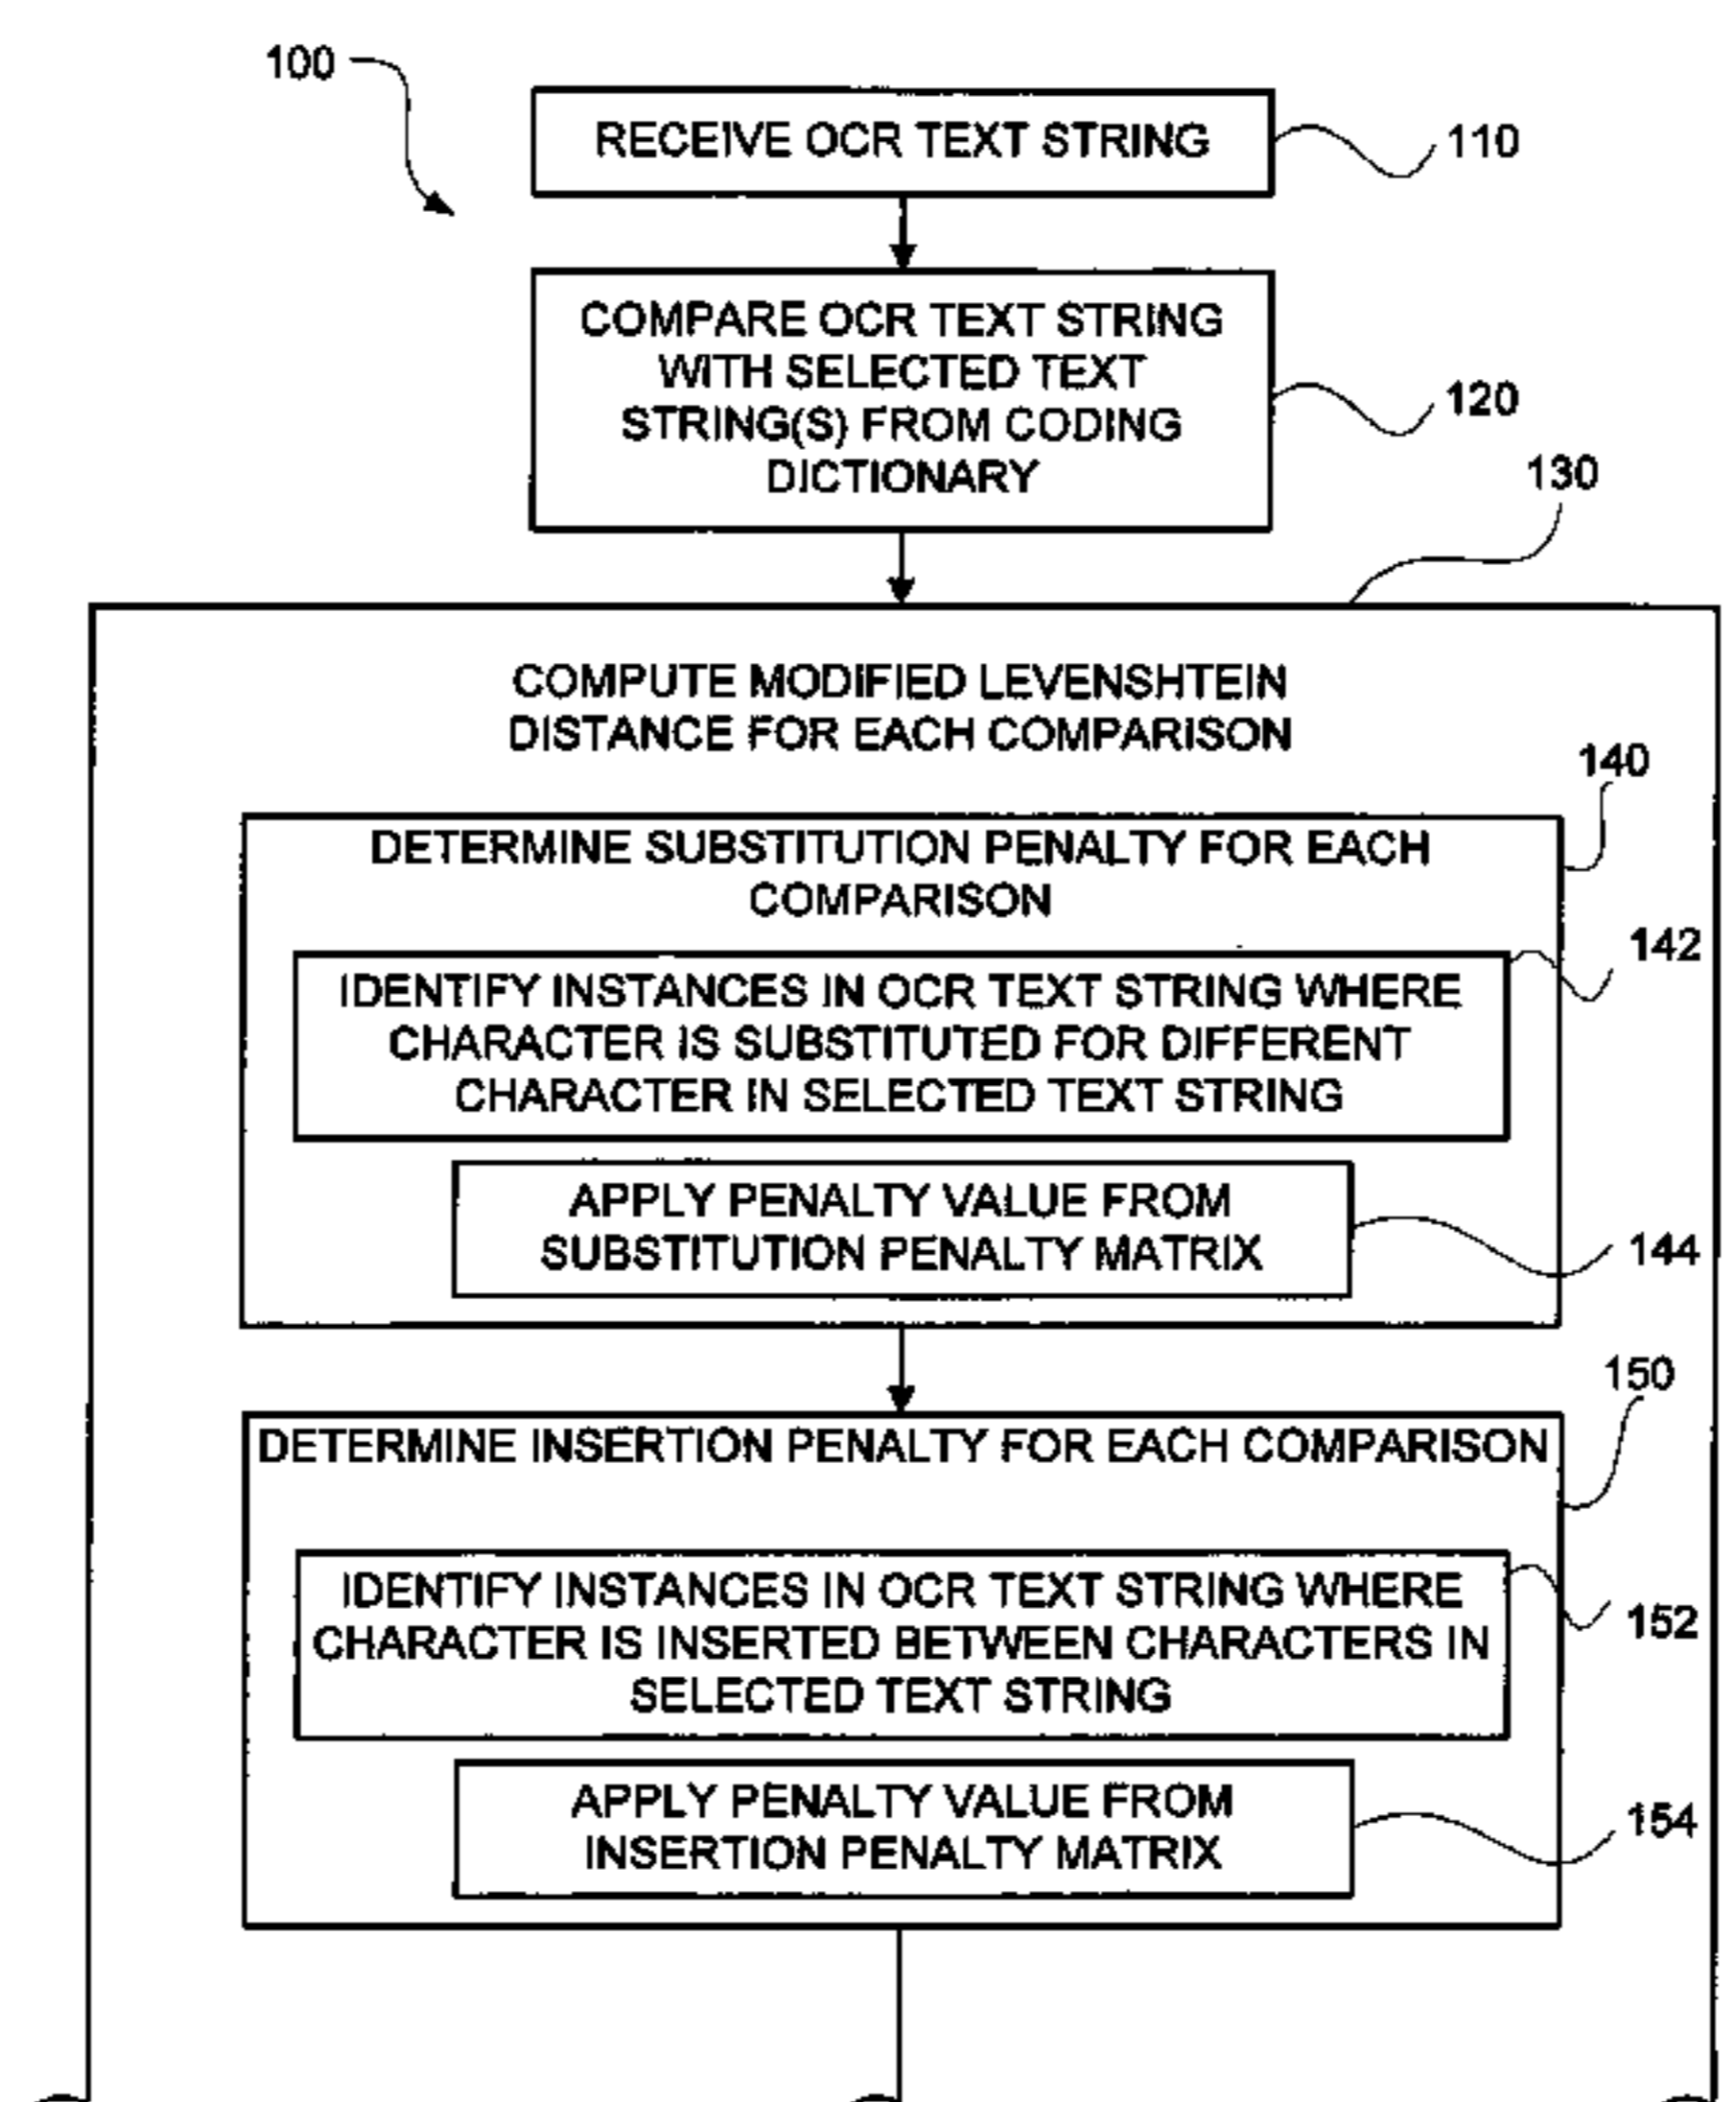 100
RECEIVE OCR TEXT STRING
110
COMPARE OCR TEXT STRING
WITH SELECTED TEXT
STRING(S) FROM CODING
DICTIONARY
120
130
COMPUTE MODIFIED LEVENSHTEIN
DISTANCE FOR EACH COMPARISON
140
DETERMINE SUBSTITUTION PENALTY FOR EACH
COMPARISON
142
IDENTIFY INSTANCES IN OCR TEXT STRING WHERE
CHARACTER IS SUBSTITUTED FOR DIFFERENT
CHARACTER IN SELECTED TEXT STRING
APPLY PENALTY VALUE FROM
SUBSTITUTION PENALTY MATRIX
144
150
DETERMINE INSERTION PENALTY FOR EACH COMPARISON
IDENTIFY INSTANCES IN OCR TEXT STRING WHERE
CHARACTER IS INSERTED BETWEEN CHARACTERS IN
SELECTED TEXT STRING
152
APPLY PENALTY VALUE FROM
INSERTION PENALTY MATRIX
154